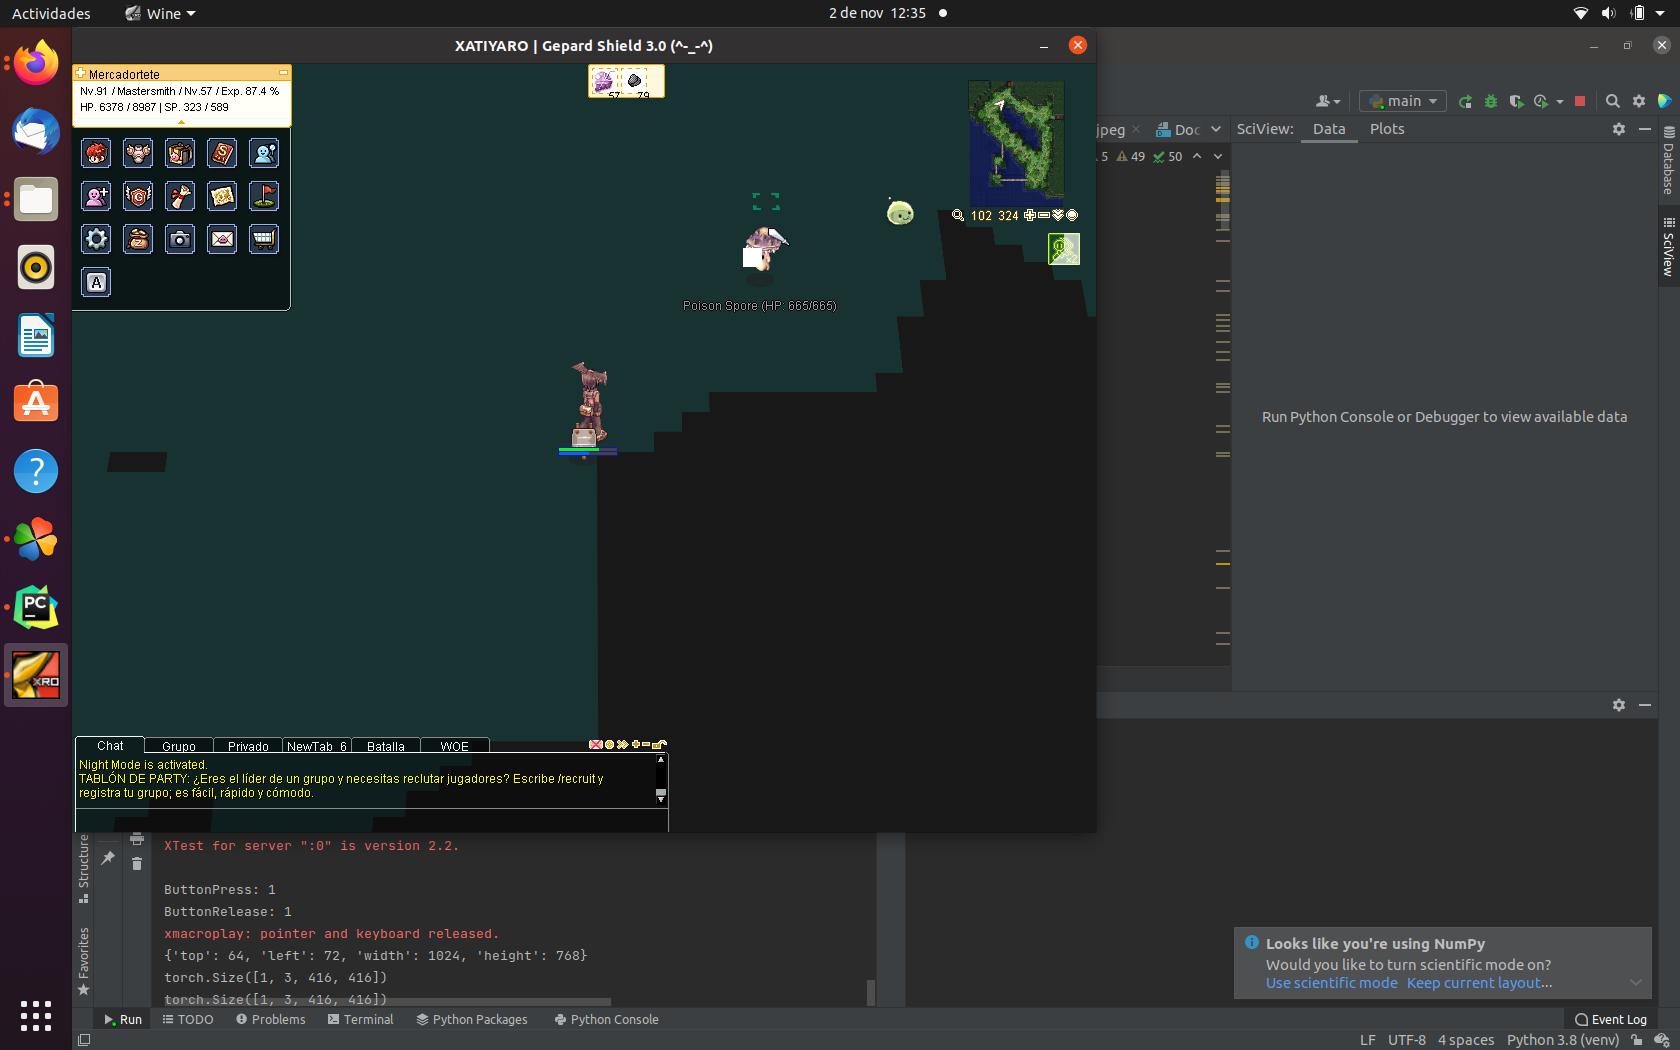 Actividades
Wine
2 de nov 12:35
XATIYARO | Gepard Shield 3.0 (^-_-^)
Mercadortete
Nv.91 / Mastersmith / Nv.57 / Exp. 87.4 %
HP. 6378 / 8987 | SP. 323 / 589
57 79
S
G
A
102 324
Poison Spore (HP: 665/665)
main
jpeg
Doc
SciView:
Data
Plots
5 49 50
Database
SciView
Run Python Console or Debugger to view available data
PC
XRO
Chat
Grupo
Privado
NewTab_6
Batalla
WOE
Night Mode is activated.
TABLÓN DE PARTY: ¿Eres el líder de un grupo y necesitas reclutar jugadores? Escribe /recruit y
registra tu grupo; es fácil, rápido y cómodo.
Structure
Favorites
XTest for server ":0" is version 2.2.
ButtonPress: 1
ButtonRelease: 1
xmacroplay: pointer and keyboard released.
{'top': 64, 'left': 72, 'width': 1024, 'height': 768}
torch.Size([1, 3, 416, 416])
torch.Size([1, 3, 416, 416])
Looks like you're using NumPy
Would you like to turn scientific mode on?
Use scientific mode Keep current layout...
Run
TODO
Problems
Terminal
Python Packages
Python Console
Event Log
LF UTF-8 4 spaces Python 3.8 (venv)